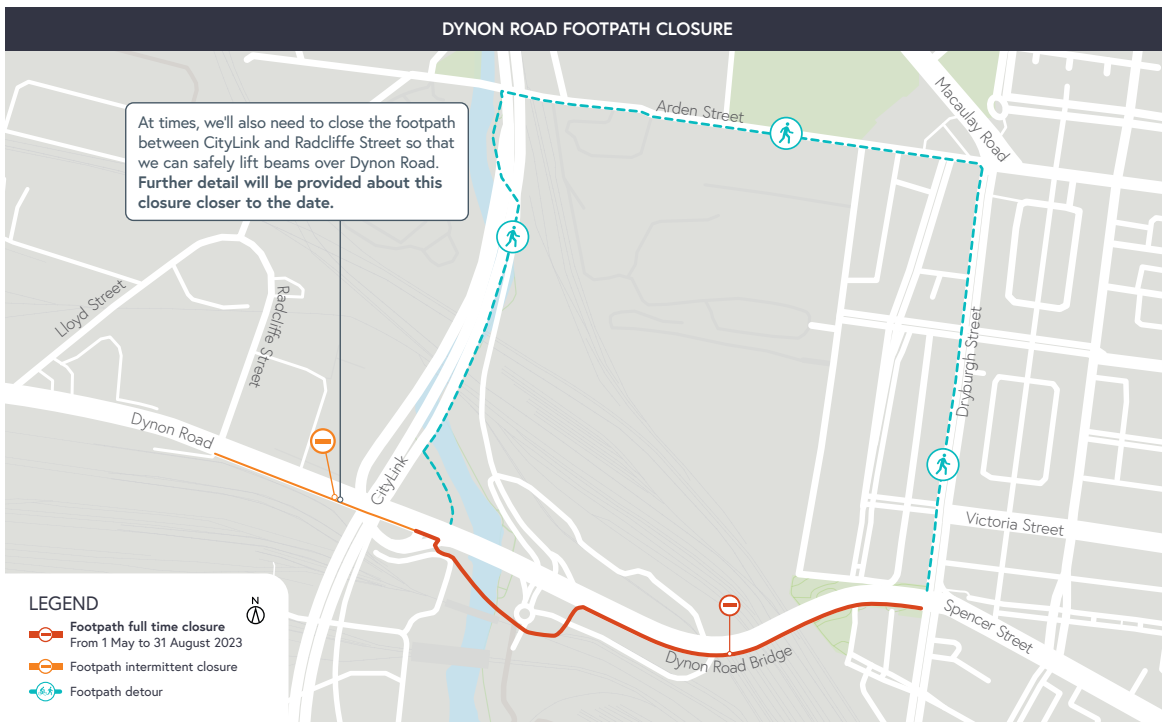 DYNON ROAD FOOTPATH CLOSURE
At times, we'll also need to close the footpath
between CityLink and Radcliffe Street so that
we can safely lift beams over Dynon Road.
Further detail will be provided about this
closure closer to the date.
Arden Street
Macaulay Road
Lloyd Street
Radcliffe Street
Dryburgh Street
Dynon Road
CityLink
Victoria Street
Spencer Street
Dynon Road Bridge
LEGEND
N
Footpath full time closure
From 1 May to 31 August 2023
Footpath intermittent closure
Footpath detour